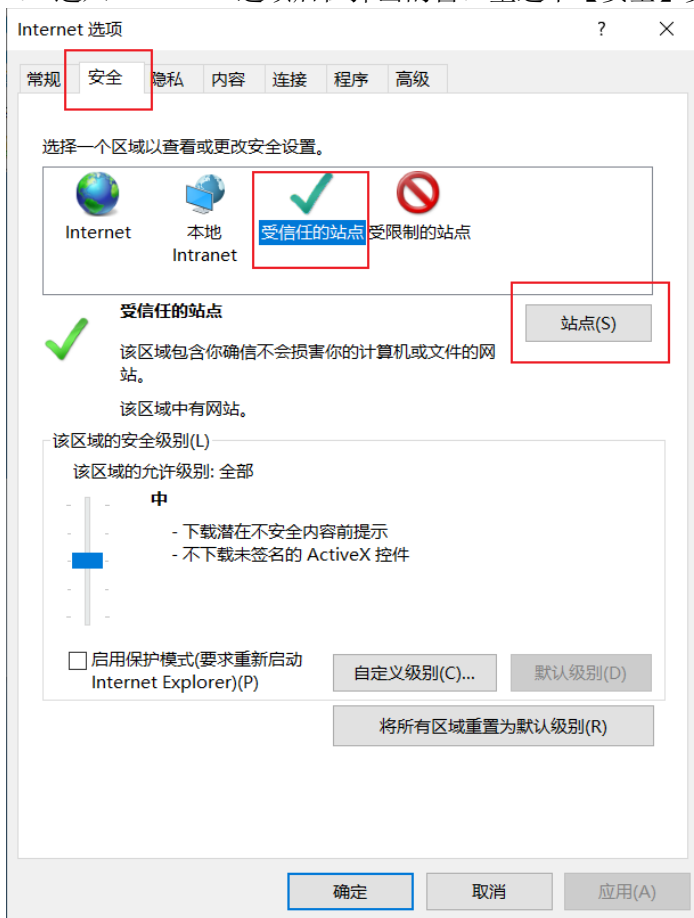 Internet 选项
?
常规 安全 隐私 内容 连接 程序 高级
选择一个区域以查看或更改安全设置。
Internet
本地
Intranet
受信任的站点
受限制的站点
受信任的站点
站点(S)
该区域包含你确信不会损害你的计算机或文件的网
站。
该区域中有网站。
该区域的安全级别(L)
该区域的允许级别: 全部
中
- 下载潜在不安全内容前提示
- 不下载未签名的 ActiveX 控件
启用保护模式(要求重新启动
Internet Explorer)(P)
自定义级别(C)...
默认级别(D)
将所有区域重置为默认级别(R)
确定 取消 应用(A)